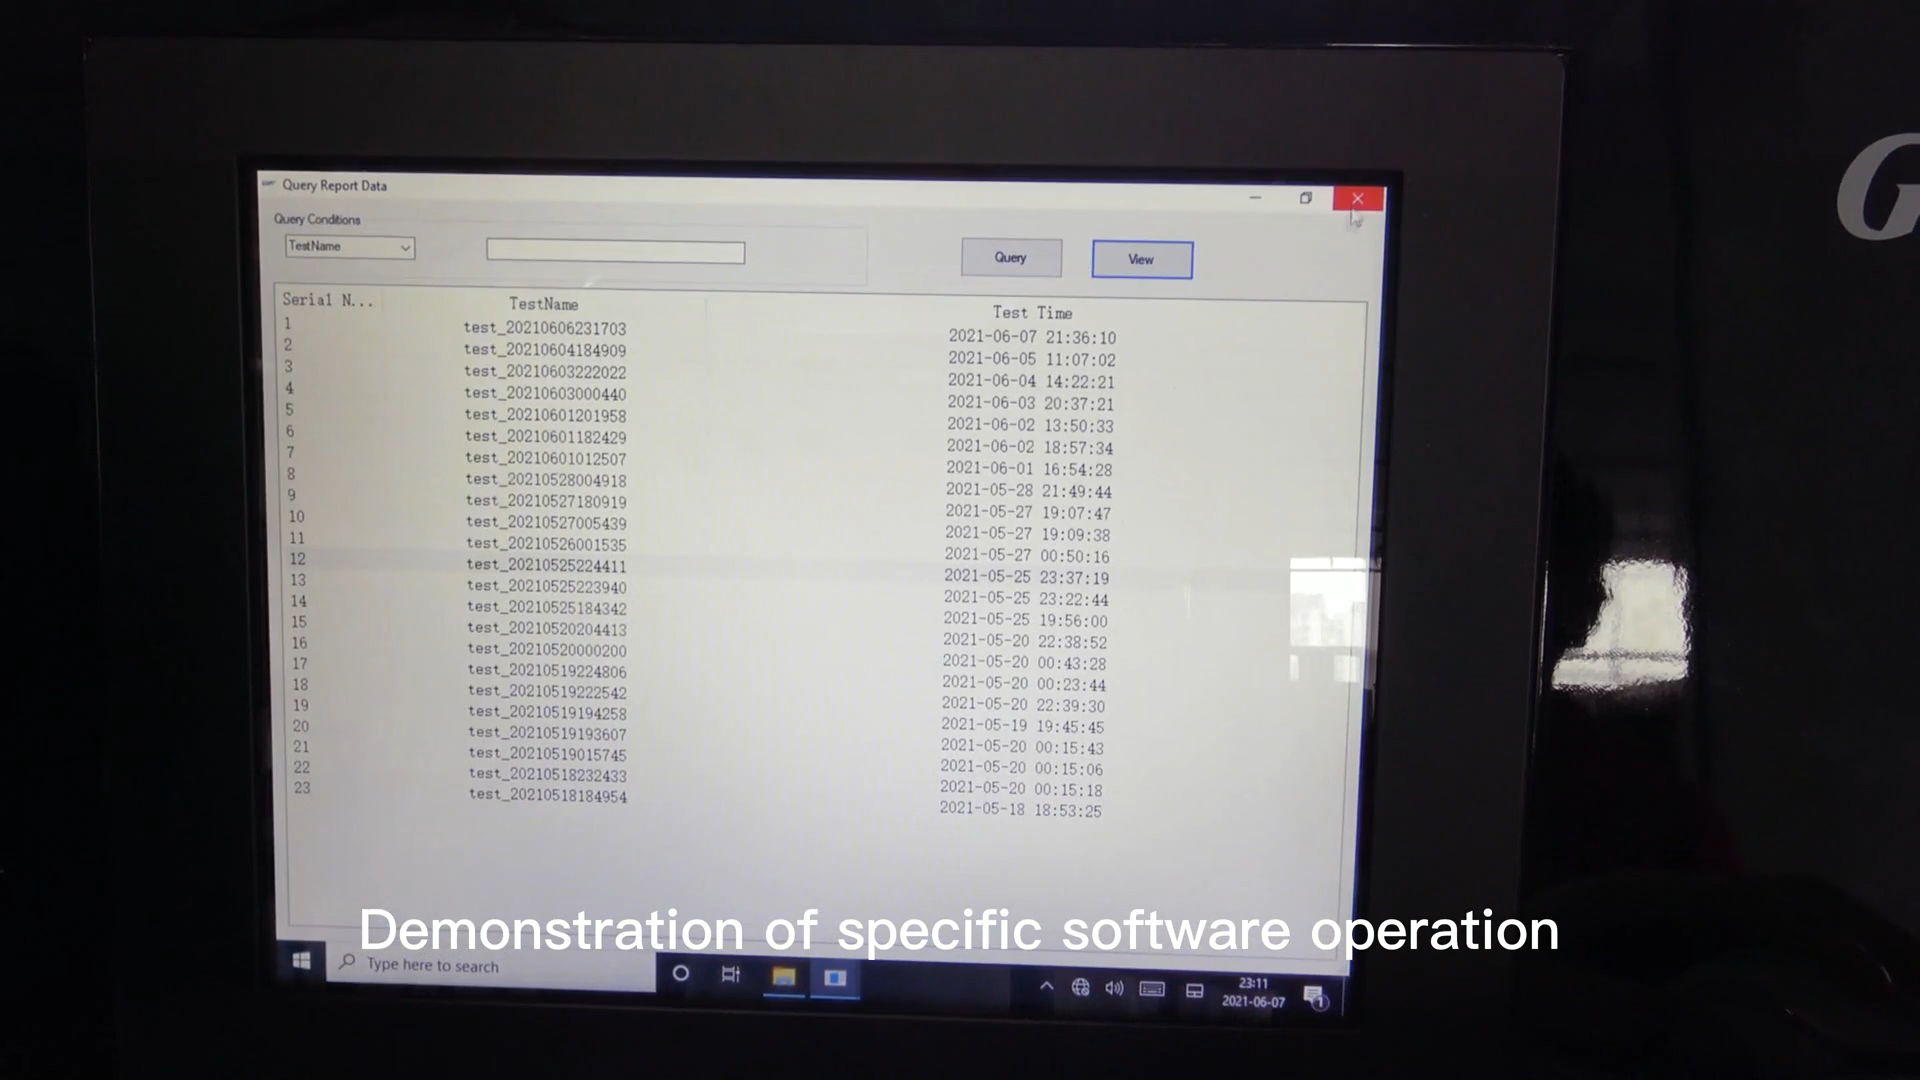 Query Report Data
Query Conditions
TestName
Query
View
Serial N... TestName Test Time
1 test_20210606231703 2021-06-07 21:36:10
2 test_20210604184909 2021-06-05 11:07:02
3 test_20210603222022 2021-06-04 14:22:21
4 test_20210603000440 2021-06-03 20:37:21
5 test_20210601201958 2021-06-02 13:50:33
6 test_20210601182429 2021-06-02 18:57:34
7 test_20210601012507 2021-06-01 16:54:28
8 test_20210528004918 2021-05-28 21:49:44
9 test_20210527180919 2021-05-27 19:07:47
10 test_20210527005439 2021-05-27 19:09:38
11 test_20210526001535 2021-05-27 00:50:16
12 test_20210525224411 2021-05-25 23:37:19
13 test_20210525223940 2021-05-25 23:22:44
14 test_20210525184342 2021-05-25 19:56:00
15 test_20210520204413 2021-05-20 22:38:52
16 test_20210520000200 2021-05-20 00:43:28
17 test_20210519224806 2021-05-20 00:23:44
18 test_20210519222542 2021-05-20 22:39:30
19 test_20210519194258 2021-05-19 19:45:45
20 test_20210519193607 2021-05-20 00:15:43
21 test_20210519015745 2021-05-20 00:15:06
22 test_20210518232433 2021-05-20 00:15:18
23 test_20210518184954 2021-05-18 18:53:25
Demonstration of specific software operation
Type here to search
23:11
2021-06-07
1
G